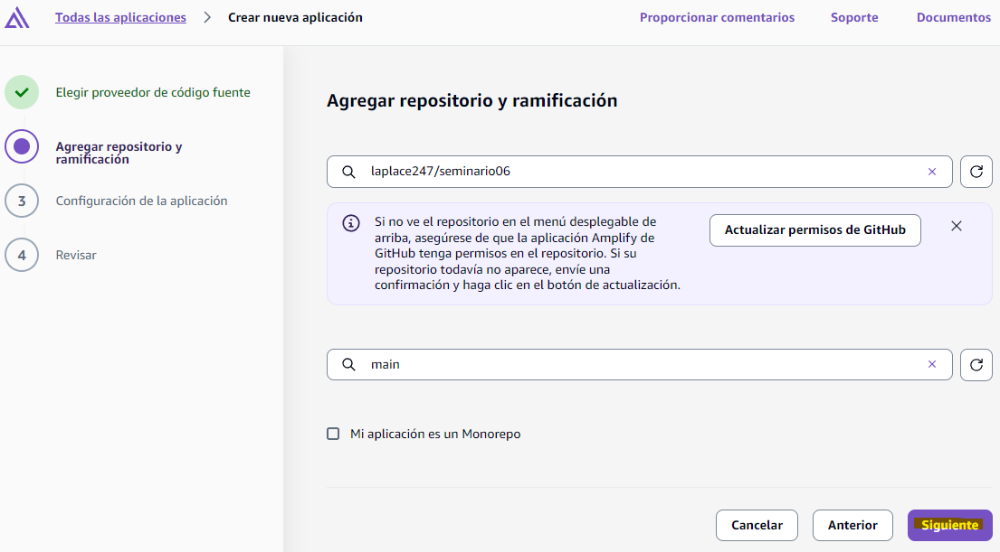 Todas las aplicaciones > Crear nueva aplicación Proporcionar comentarios Soporte Documentos
Elegir proveedor de código fuente
Agregar repositorio y
ramificación
3 Configuración de la aplicación
4 Revisar
Agregar repositorio y ramificación
laplace247/seminario06
Si no ve el repositorio en el menú desplegable de
arriba, asegúrese de que la aplicación Amplify de
GitHub tenga permisos en el repositorio. Si su
repositorio todavía no aparece, envíe una
confirmación y haga clic en el botón de actualización.
Actualizar permisos de GitHub
main
Mi aplicación es un Monorepo
Cancelar Anterior Siguiente